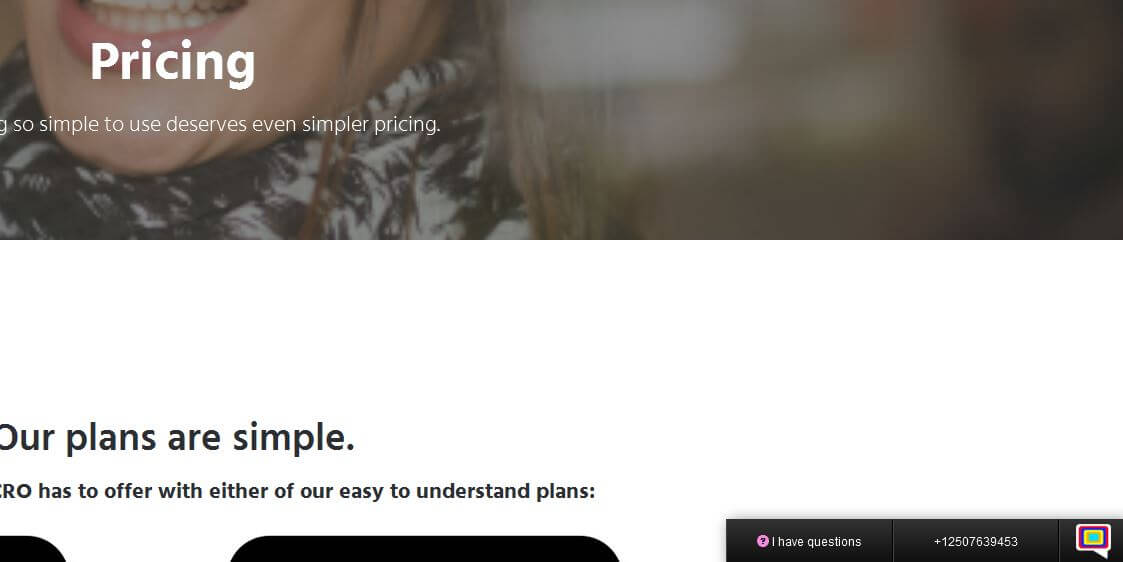 Pricing
g so simple to use deserves even simpler pricing.
Our plans are simple.
CRO has to offer with either of our easy to understand plans:
I have questions
+12507639453